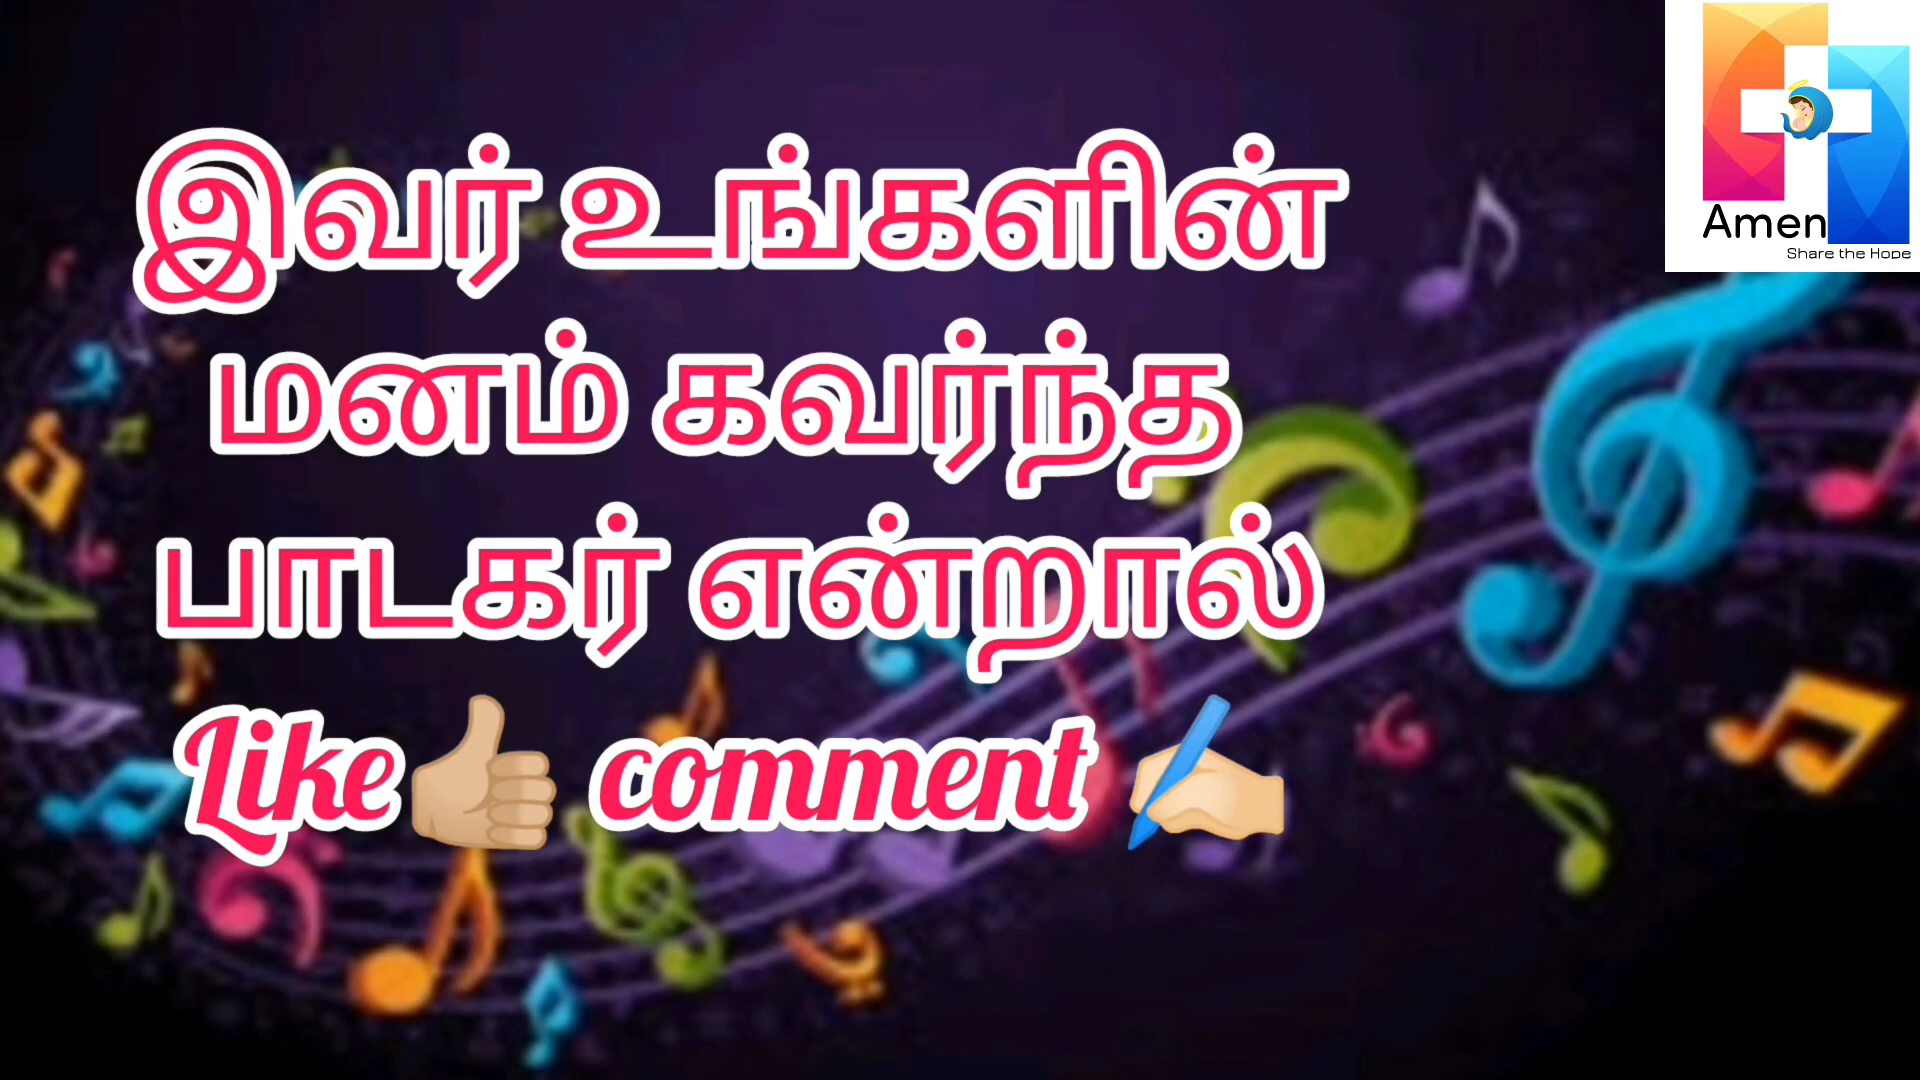 இவர் உங்களின்
மனம் கவர்ந்த
பாடகர் என்றால்
Like👍🏼 comment ✍🏼
Amen
Share the Hope